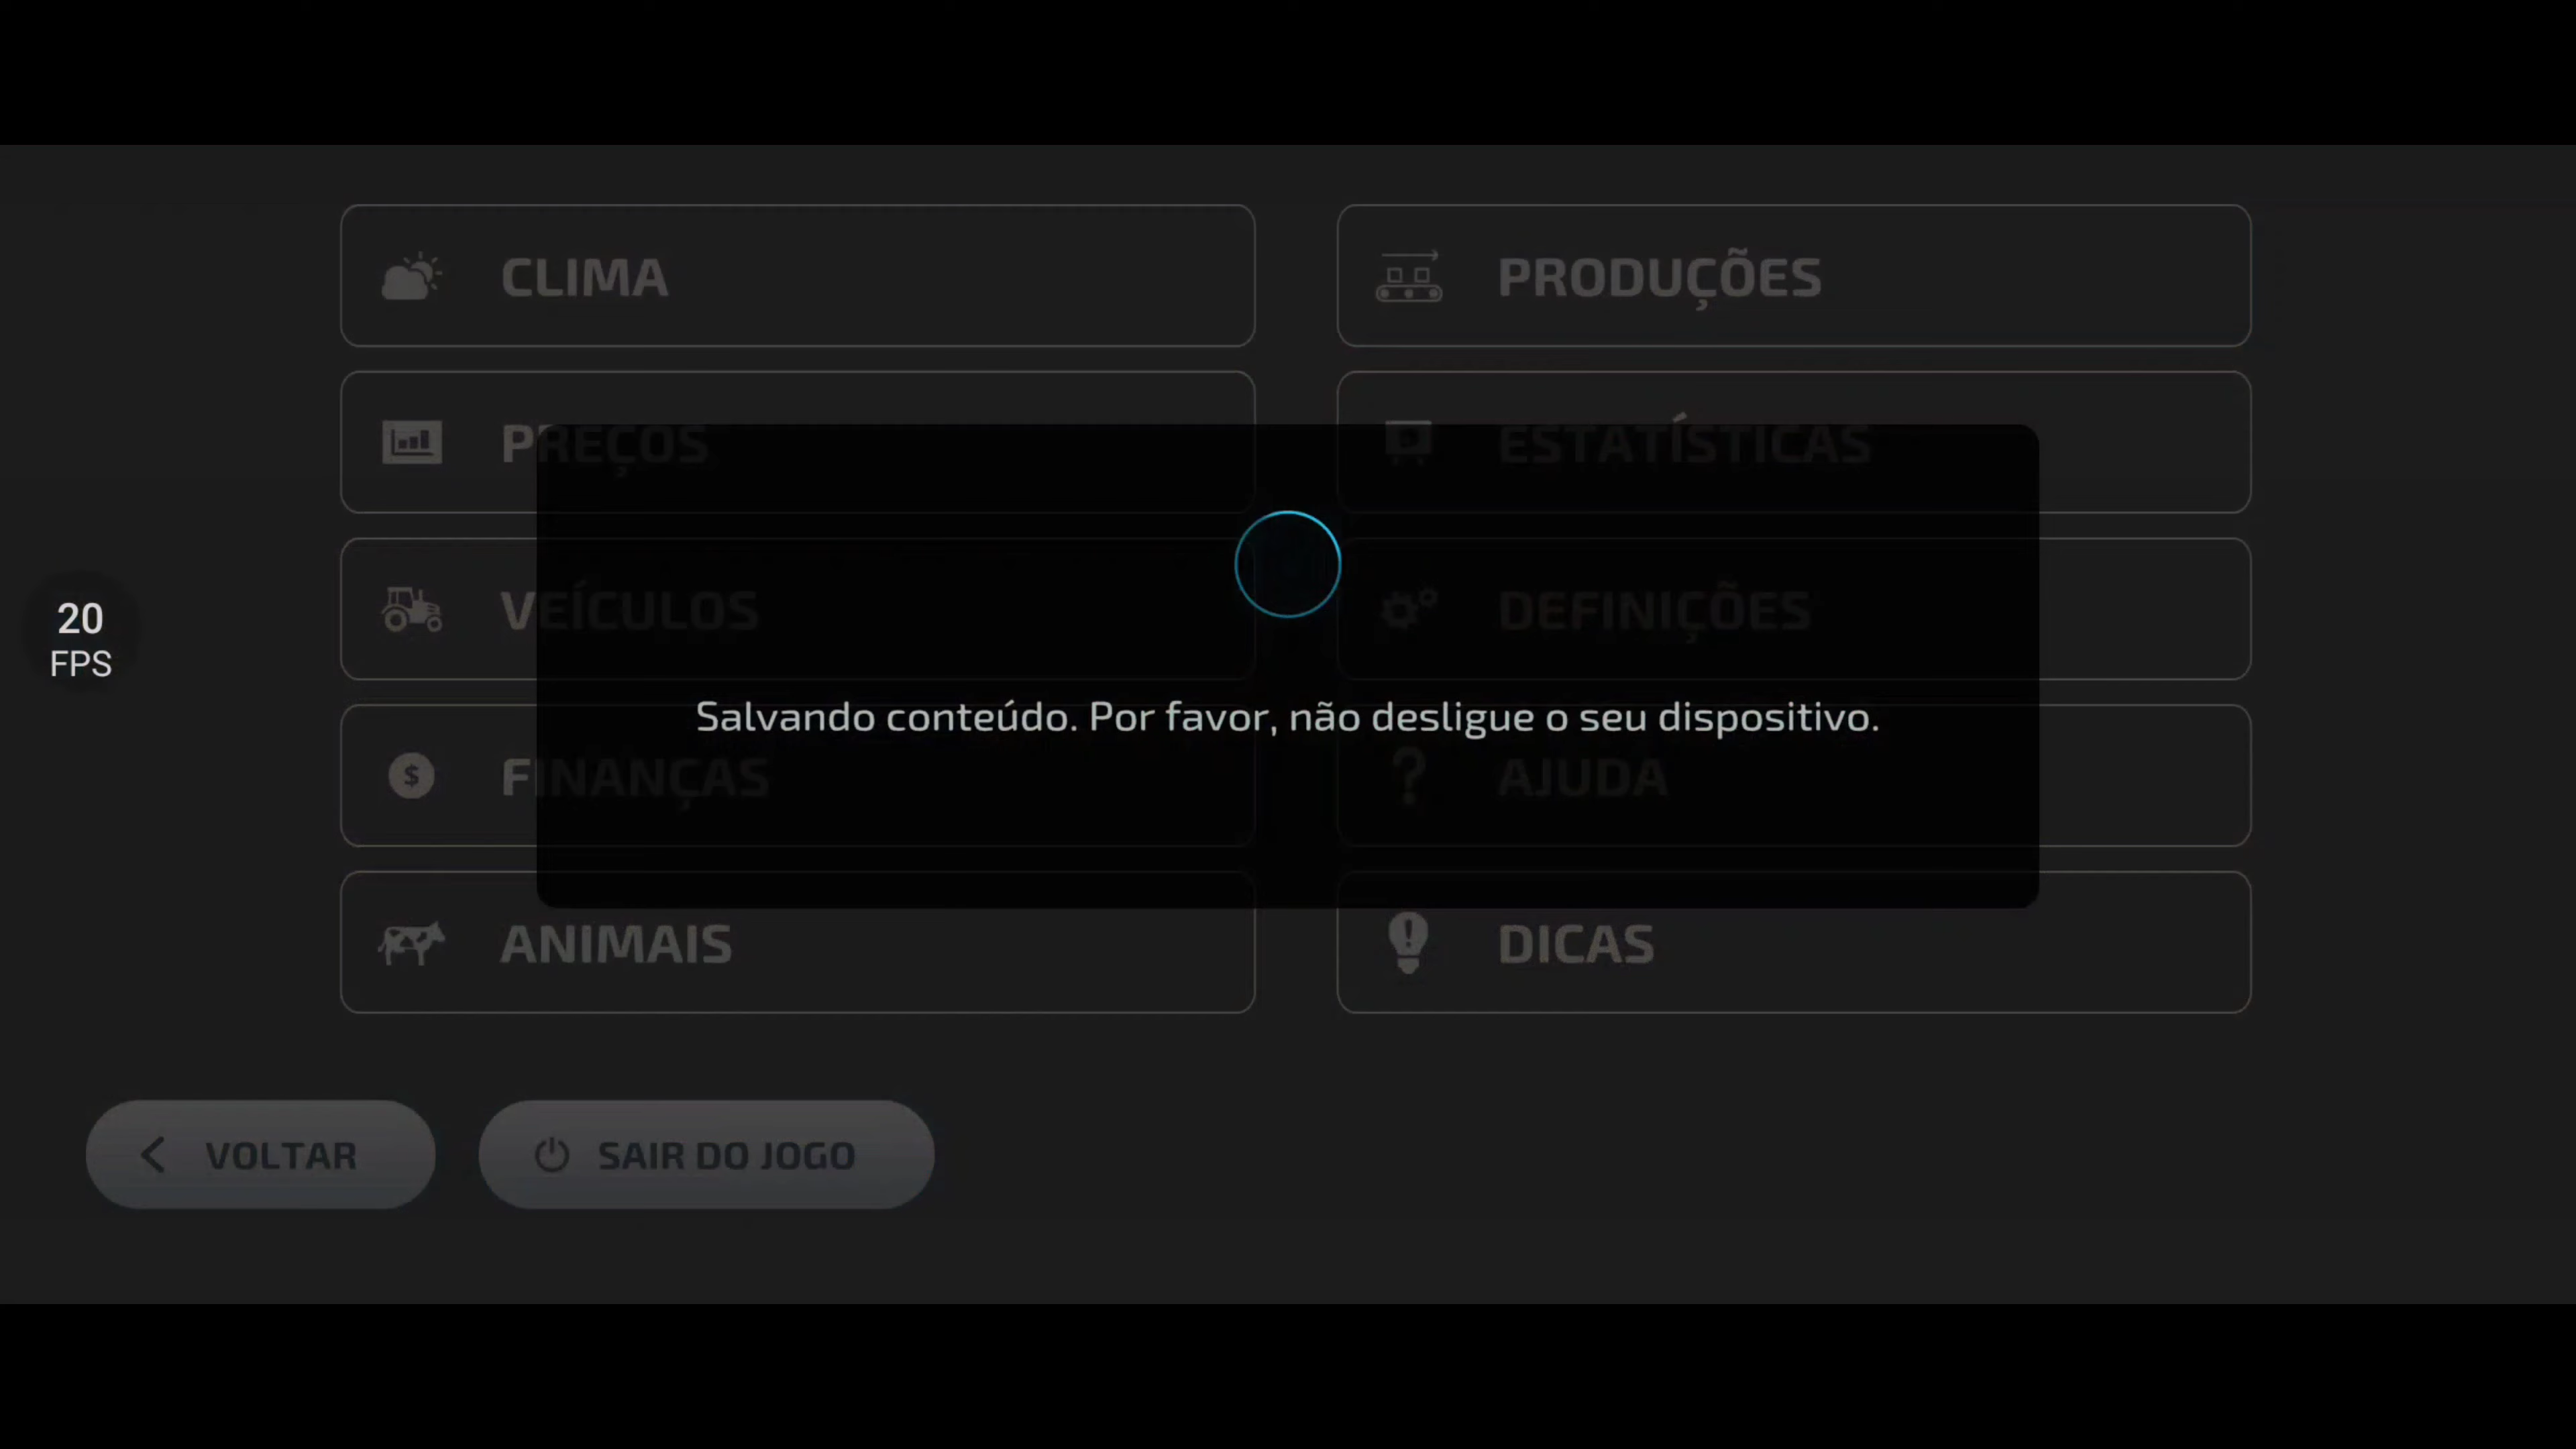 CLIMA
PRODUÇÕES
PREÇOS
ESTATÍSTICAS
VEÍCULOS
DEFINIÇÕES
20
FPS
Salvando conteúdo. Por favor, não desligue o seu dispositivo.
FINANÇAS
AJUDA
ANIMAIS
DICAS
VOLTAR
SAIR DO JOGO